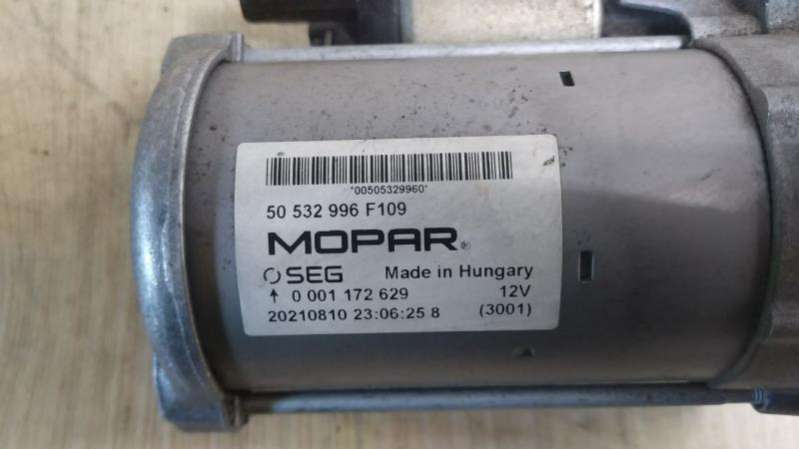 *00505329960*
50 532 996 F109
MOPAR®
SEG Made in Hungary
↑ 0 001 172 629 12V
20210810 23:06:25 8 (3001)